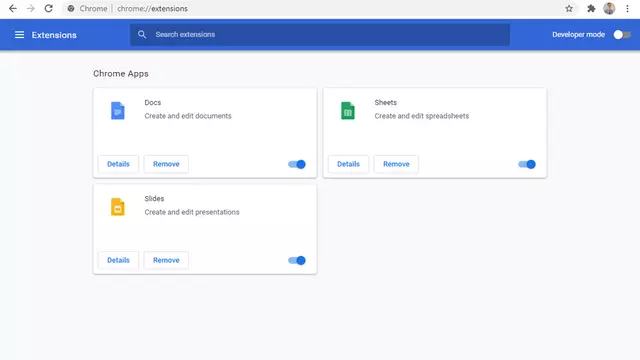 Chrome | chrome://extensions
Extensions
Search extensions
Developer mode
Chrome Apps
Docs
Create and edit documents
Details
Remove
Sheets
Create and edit spreadsheets
Details
Remove
Slides
Create and edit presentations
Details
Remove